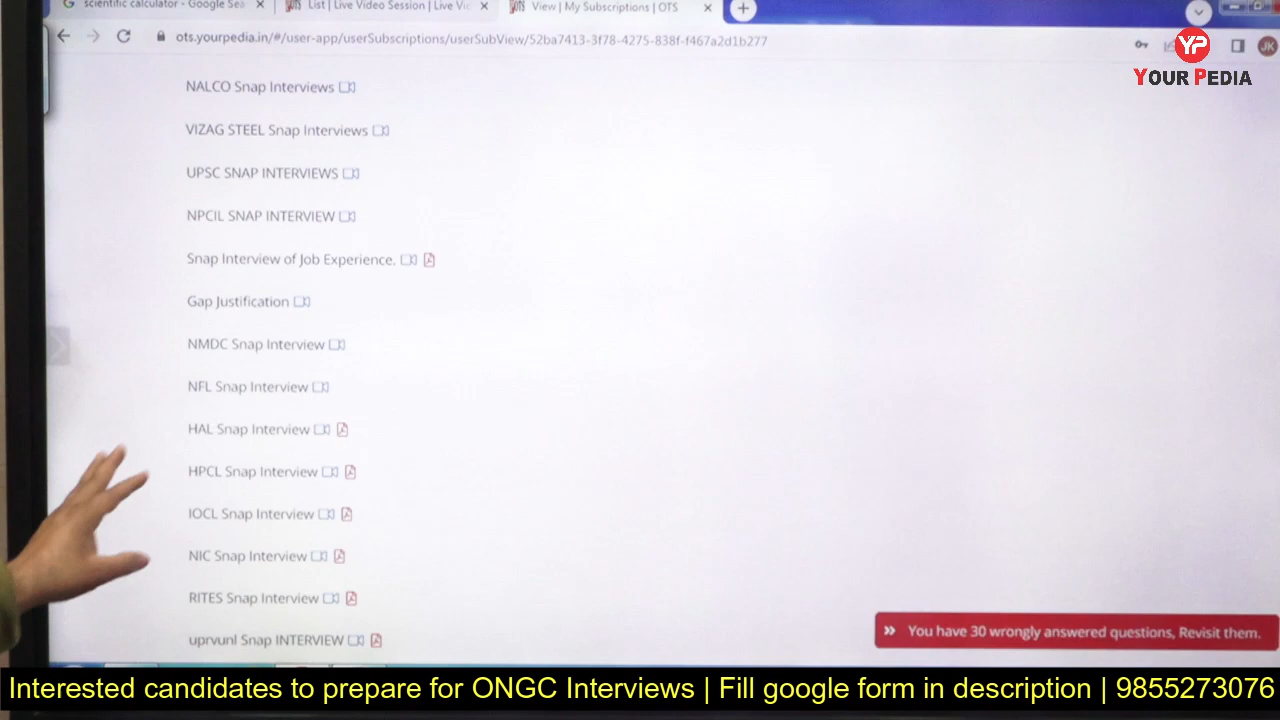 scientific calculator - Google Sea
List | Live Video Session | Live Vic
View | My Subscriptions | OTS
ots.yourpedia.in/#/user-app/userSubscriptions/userSubView/52ba7413-3f78-4275-838f-f467a2d1b277
JK
YP
YOUR PEDIA
NALCO Snap Interviews
VIZAG STEEL Snap Interviews
UPSC SNAP INTERVIEWS
NPCIL SNAP INTERVIEW
Snap Interview of Job Experience.
Gap Justification
NMDC Snap Interview
NFL Snap Interview
HAL Snap Interview
HPCL Snap Interview
IOCL Snap Interview
NIC Snap Interview
RITES Snap Interview
uprvunl Snap INTERVIEW
» You have 30 wrongly answered questions, Revisit them.
Interested candidates to prepare for ONGC Interviews | Fill google form in description | 9855273076